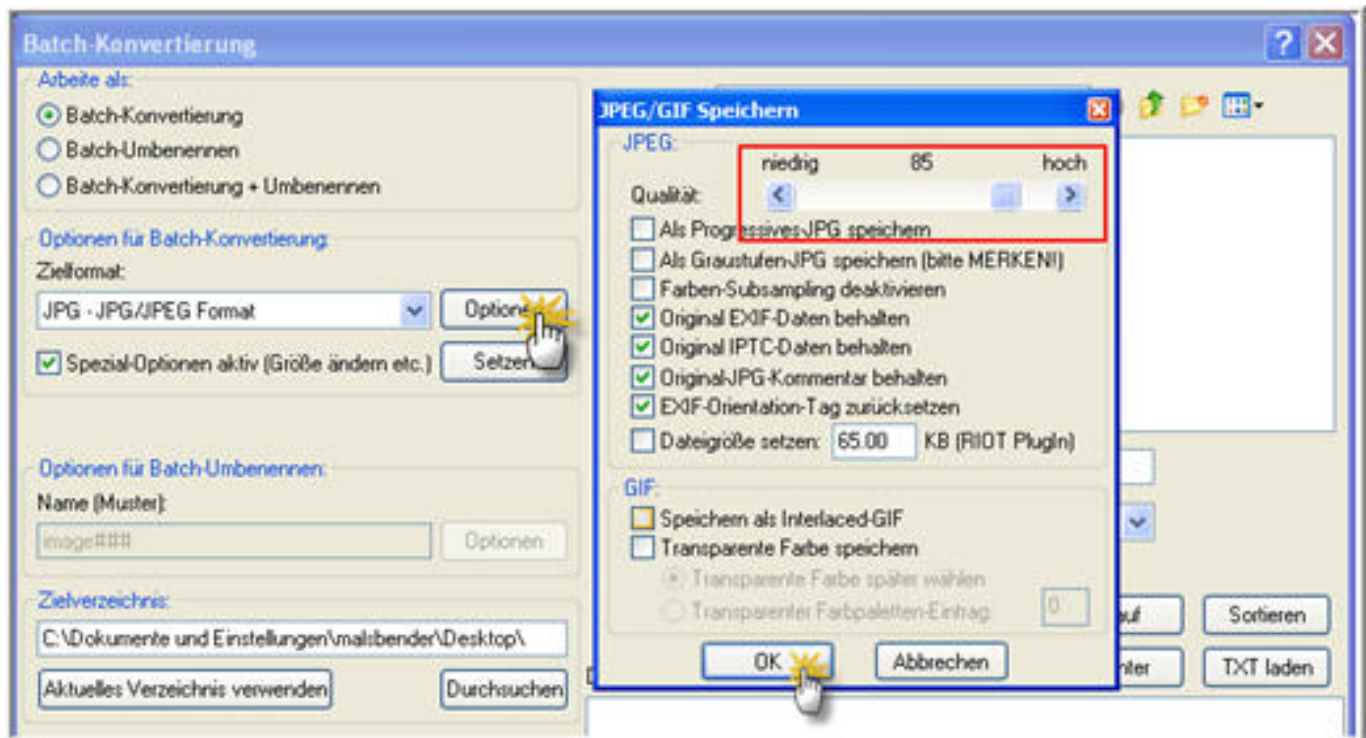 Batch-Konvertierung
Arbeite als:
Batch-Konvertierung
Batch-Umbenennen
Batch-Konvertierung + Umbenennen
Optionen für Batch-Konvertierung:
Zielformat:
JPG - JPG/JPEG Format
Spezial-Optionen aktiv (Größe ändern etc.)
Setzen
Optionen für Batch-Umbenennen:
Name (Muster):
image###
Optionen
Zielverzeichnis:
C:\Dokumente und Einstellungen\malsbender\Desktop\
Aktuelles Verzeichnis verwenden
Durchsuchen
JPEG/GIF Speichern
JPEG:
niedrig 85 hoch
Qualität:
Als Progressives-JPG speichern
Als Graustufen-JPG speichern (bitte MERKEN!)
Farben-Subsampling deaktivieren
Original EXIF-Daten behalten
Original IPTC-Daten behalten
Original-JPG-Kommentar behalten
EXIF-Orientation-Tag zurücksetzen
Dateigröße setzen: 65.00 KB (RIOT PlugIn)
GIF:
Speichern als Interlaced-GIF
Transparente Farbe speichern
Transparente Farbe später wählen
Transparenter Farbpaletten-Eintrag
0
OK
Abbrechen
Sortieren
TXT laden